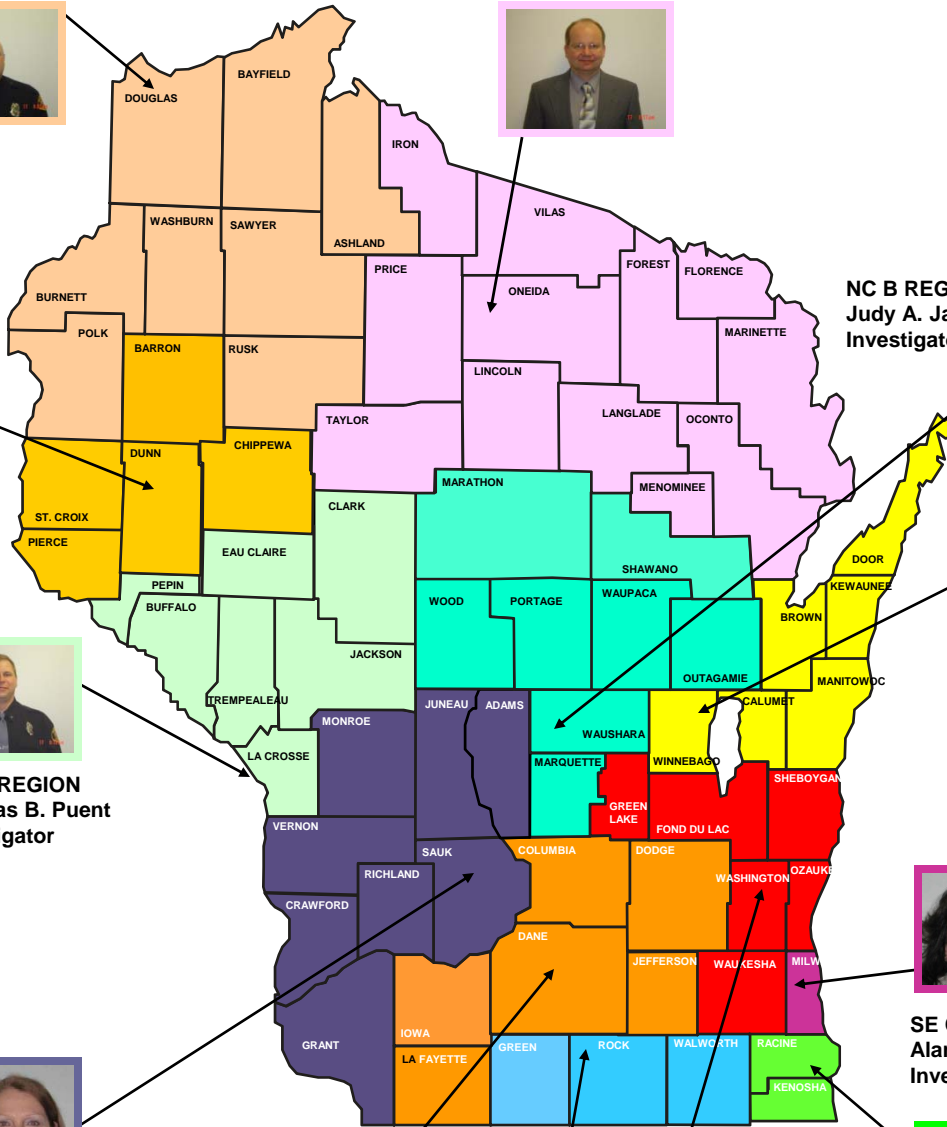 BAYFIELD
DOUGLAS
IRON
VILAS
WASHBURN
SAWYER
ASHLAND
PRICE
FOREST
FLORENCE
ONEIDA
BURNETT
NC B REG
Judy A. Ja
Investigato
POLK
BARRON
RUSK
MARINETTE
LINCOLN
TAYLOR
LANGLADE
OCONTO
CHIPPEWA
DUNN
MARATHON
MENOMINEE
CLARK
ST. CROIX
PIERCE
EAU CLAIRE
DOOR
SHAWANO
PEPIN
KEWAUNEE
BUFFALO
WOOD
PORTAGE
WAUPACA
BROWN
JACKSON
OUTAGAMIE
MANITOWOC
TREMPEALEAU
JUNEAU
ADAMS
CALUMET
MONROE
WAUSHARA
LA CROSSE
MARQUETTE
WINNEBAGO
SHEBOYGAN
REGION
as B. Puent
igator
GREEN
LAKE
VERNON
FOND DU LAC
SAUK
COLUMBIA
DODGE
RICHLAND
WASHINGTON
OZAUKE
CRAWFORD
DANE
JEFFERSON
WAUKESHA
MILW
SE
Alar
Inve
IOWA
GRANT
GREEN
ROCK
WALWORTH
RACINE
LA FAYETTE
KENOSHA